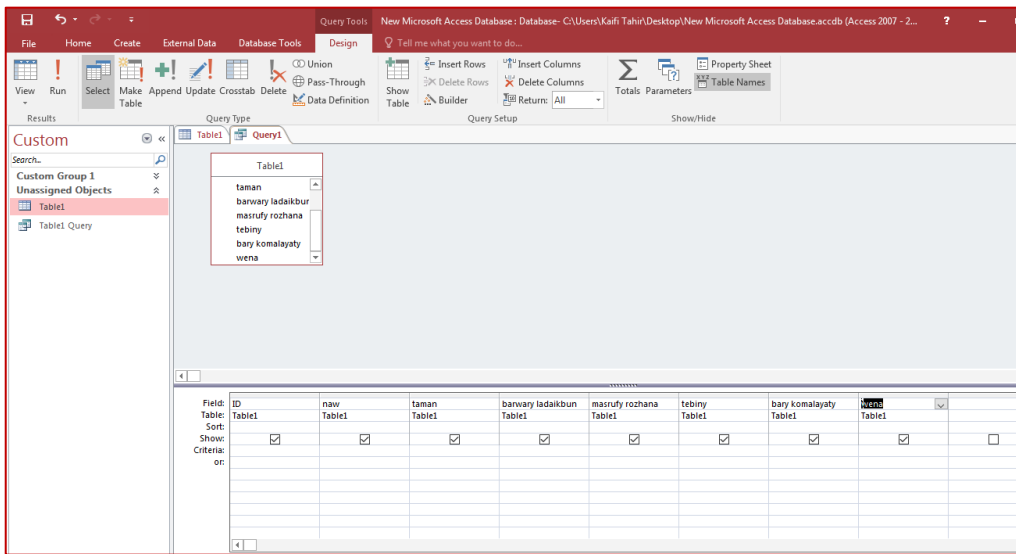 Query Tools
New Microsoft Access Database : Database- C:\Users\Kaifi Tahir\Desktop\New Microsoft Access Database.accdb (Access 2007 - 2...
?
File Home Create External Data Database Tools Design Tell me what you want to do...
View
Run
Select
Make Table
Append
Update
Crosstab
Delete
Union
Pass-Through
Data Definition
Show Table
Insert Rows
Delete Rows
Builder
Insert Columns
Delete Columns
Return: All
Totals
Parameters
Property Sheet
XYZ
Table Names
Results
Query Type
Query Setup
Show/Hide
Custom
Search...
Custom Group 1
Unassigned Objects
Table1
Table1 Query
Table1
Query1
Table1
taman
barwary ladaikbur
masrufy rozhana
tebiny
bary komalayaty
wena
Field: ID naw taman barwary ladaikbun masrufy rozhana tebiny bary komalayaty wena
Table: Table1 Table1 Table1 Table1 Table1 Table1 Table1 Table1
Sort:
Show:
Criteria:
or: